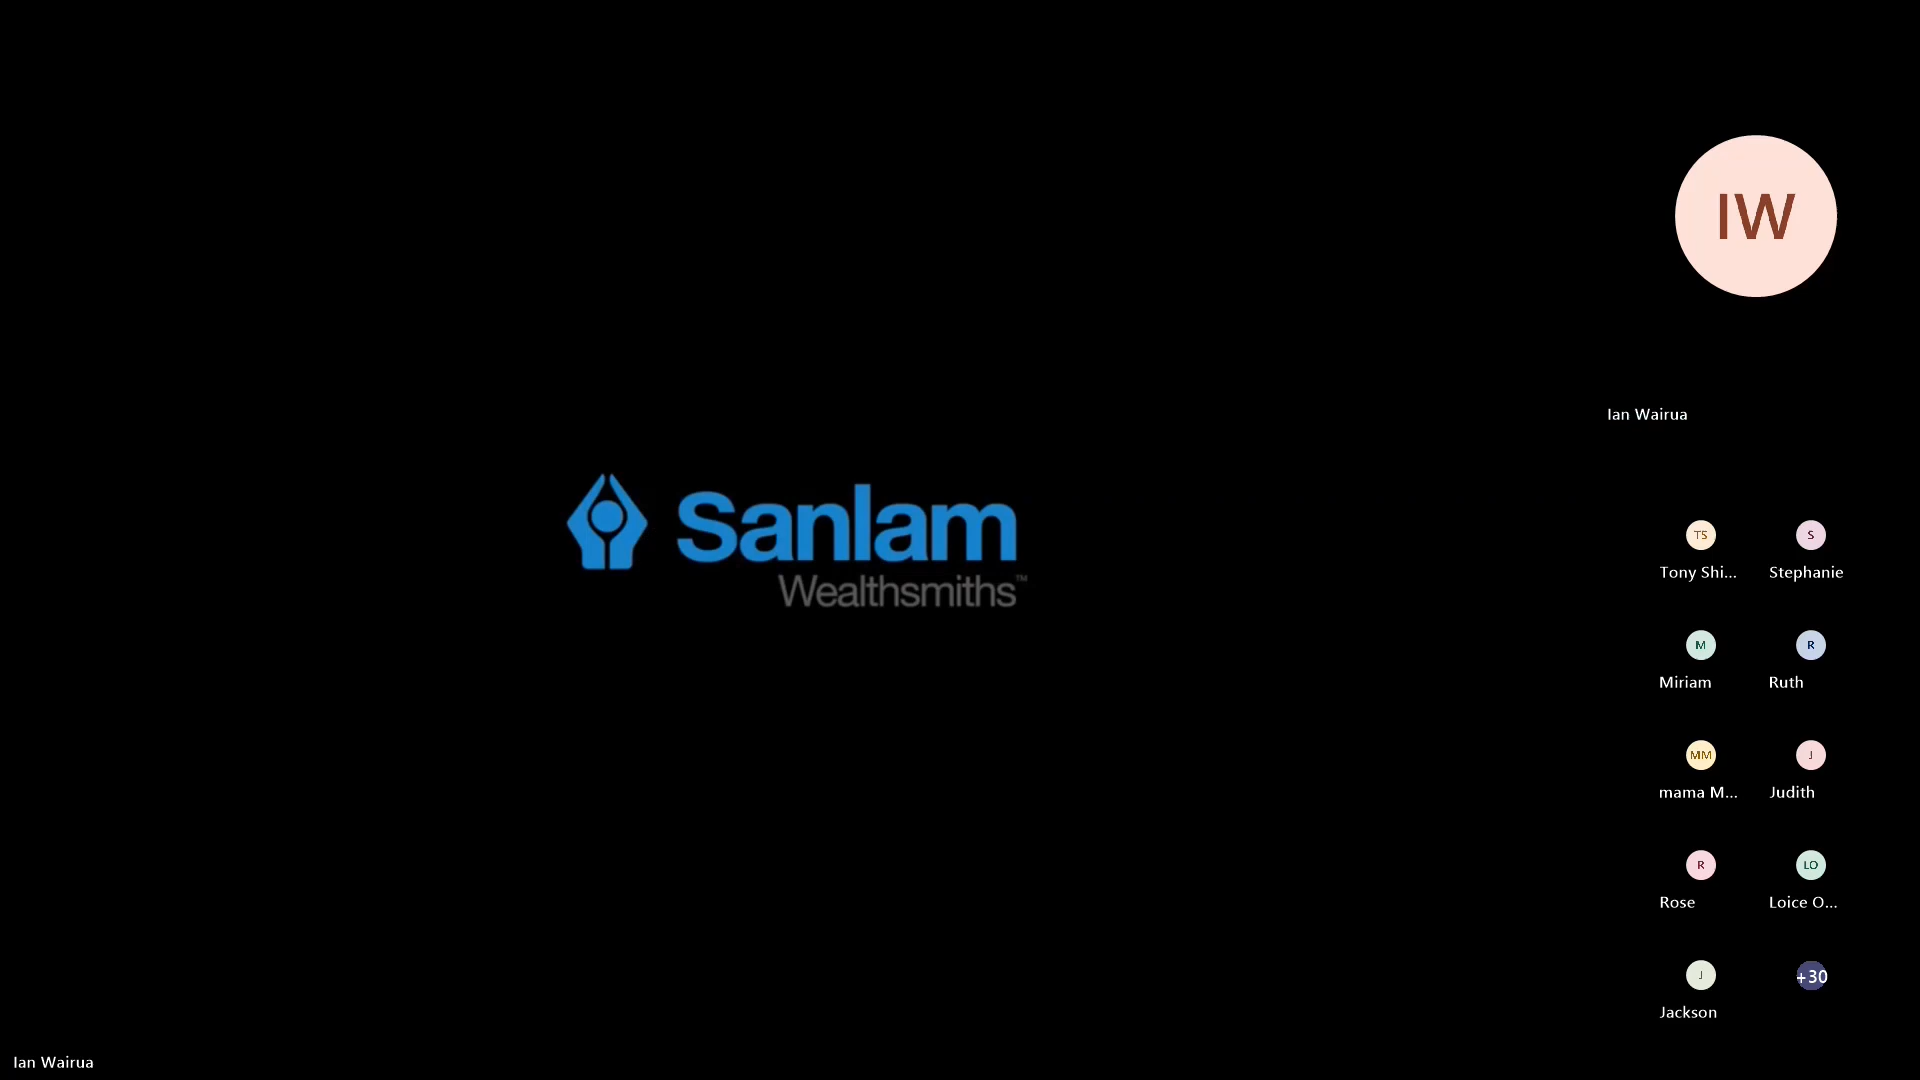 IW
Ian Wairua
Sanlam
Wealthsmiths™
TS
S
Tony Shi...
Stephanie
M
R
Miriam
Ruth
MM
J
mama M...
Judith
R
LO
Rose
Loice O...
J
+30
Jackson
Ian Wairua